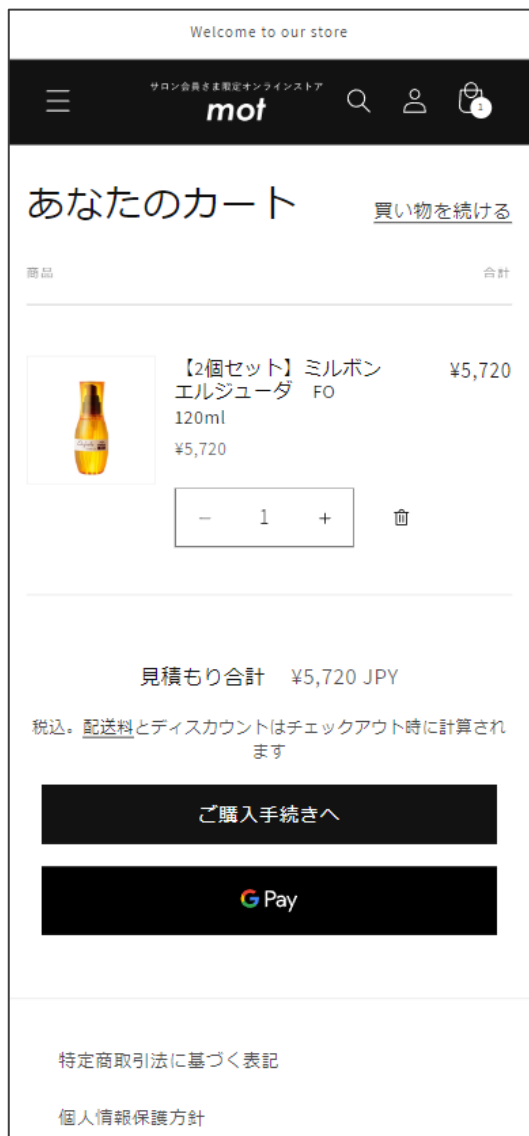 Welcome to our store
サロン会員さま限定オンラインストア
mot
1
あなたのカート
買い物を続ける
商品 合計
【2個セット】ミルボン ¥5,720
エルジューダ　FO
120ml
¥5,720
− 1 +
見積もり合計 ¥5,720 JPY
税込。配送料とディスカウントはチェックアウト時に計算され
ます
ご購入手続きへ
G Pay
特定商取引法に基づく表記
個人情報保護方針